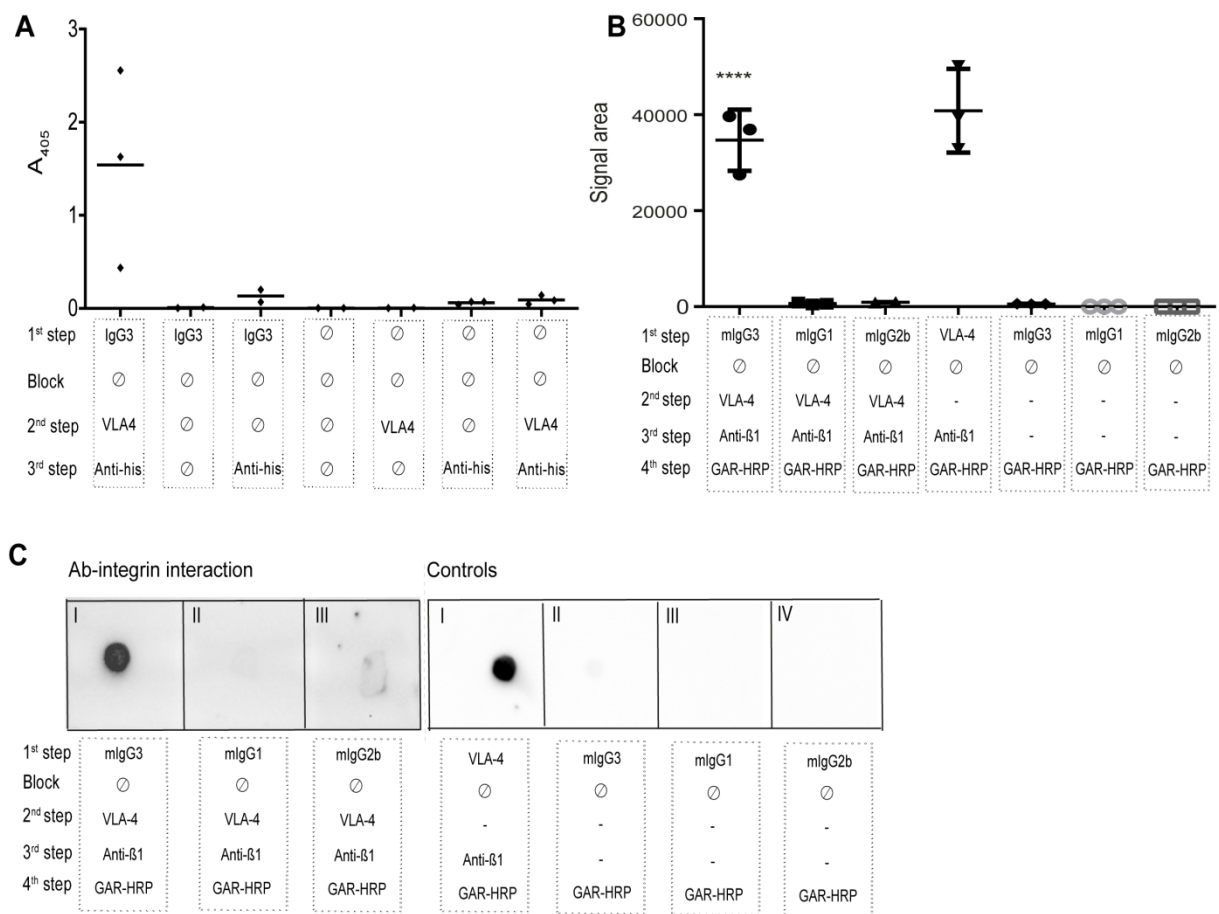 A
3
2
1
0
A405
1st step IgG3 IgG3 IgG3 ∅ ∅ ∅ ∅
Block ∅ ∅ ∅ ∅ ∅ ∅ ∅
2nd step VLA4 ∅ ∅ ∅ VLA4 ∅ VLA4
3rd step Anti-his ∅ Anti-his ∅ ∅ Anti-his Anti-his
B
60000
40000
20000
0
Signal area
****
1st step mIgG3 mIgG1 mIgG2b VLA-4 mIgG3 mIgG1 mIgG2b
Block ∅ ∅ ∅ ∅ ∅ ∅ ∅
2nd step VLA-4 VLA-4 VLA-4 - - - -
3rd step Anti-ß1 Anti-ß1 Anti-ß1 Anti-ß1 - - -
4th step GAR-HRP GAR-HRP GAR-HRP GAR-HRP GAR-HRP GAR-HRP GAR-HRP
C
Ab-integrin interaction Controls
I II III I II III IV
1st step mIgG3 mIgG1 mIgG2b VLA-4 mIgG3 mIgG1 mIgG2b
Block ∅ ∅ ∅ ∅ ∅ ∅ ∅
2nd step VLA-4 VLA-4 VLA-4 - - - -
3rd step Anti-ß1 Anti-ß1 Anti-ß1 Anti-ß1 - - -
4th step GAR-HRP GAR-HRP GAR-HRP GAR-HRP GAR-HRP GAR-HRP GAR-HRP